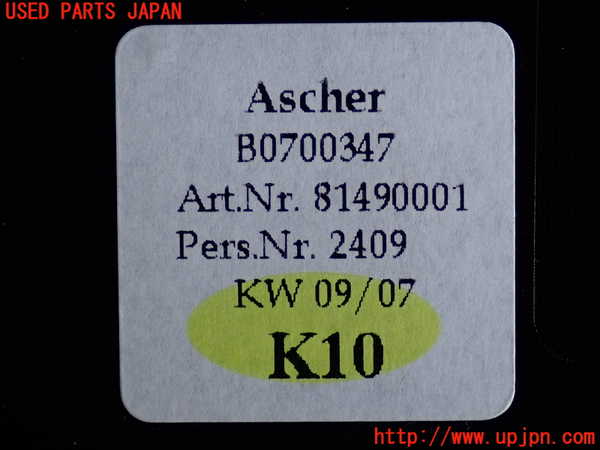 USED PARTS JAPAN
Ascher
B0700347
Art.Nr. 81490001
Pers.Nr. 2409
KW 09/07
K10
http://www.upjpn.com/